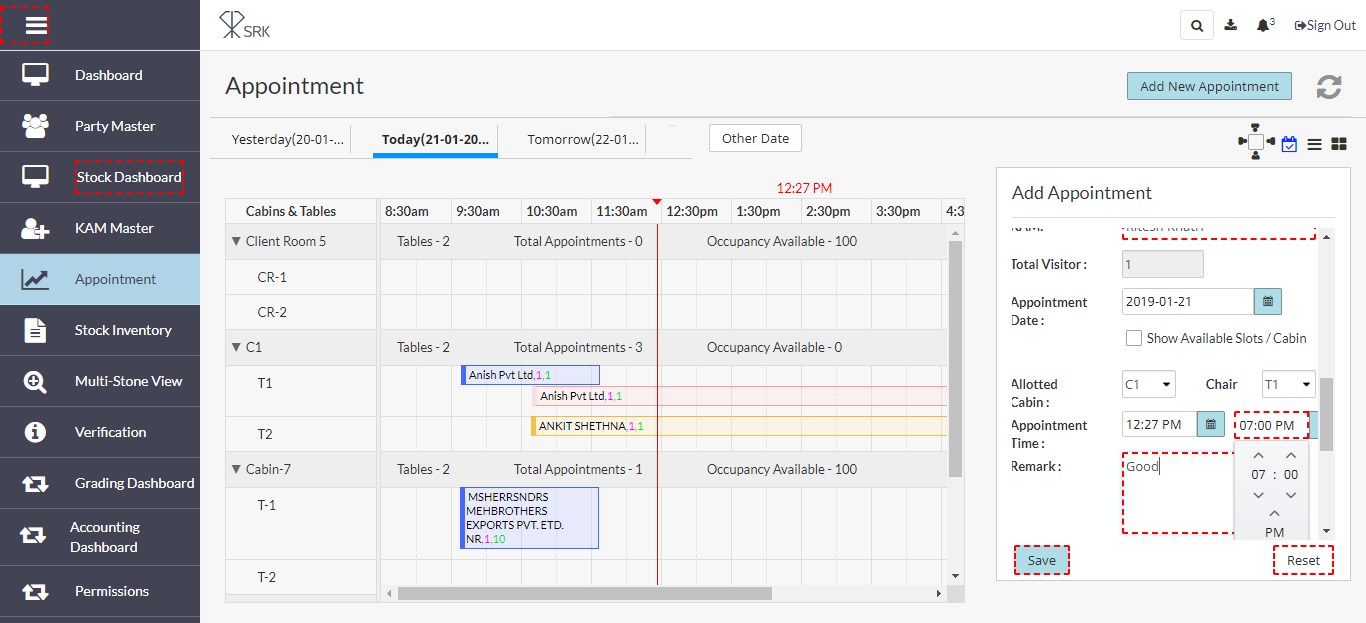 SRK
3
Sign Out
Dashboard
Party Master
Stock Dashboard
KAM Master
Appointment
Stock Inventory
Multi-Stone View
Verification
Grading Dashboard
Accounting
Dashboard
Permissions
Appointment
Add New Appointment
Yesterday(20-01-...
Today(21-01-20...
Tomorrow(22-01...
Other Date
12:27 PM
Cabins & Tables
8:30am 9:30am 10:30am 11:30am 12:30pm 1:30pm 2:30pm 3:30pm 4:3
Client Room 5 Tables - 2 Total Appointments - 0 Occupancy Available - 100
CR-1
CR-2
C1 Tables - 2 Total Appointments - 3 Occupancy Available - 0
T1
Anish Pvt Ltd,1,1
Anish Pvt Ltd,1,1
T2
ANKIT SHETHNA,1,1
Cabin-7 Tables - 2 Total Appointments - 1 Occupancy Available - 100
T-1
MSHERRSNDRS
MEHBROTHERS
EXPORTS PVT. ETD.
NR,1,10
T-2
Add Appointment
Total Visitor :
1
Appointment
Date :
2019-01-21
Show Available Slots / Cabin
Allotted
Cabin :
C1
Chair
T1
Appointment
Time :
12:27 PM
07:00 PM
Remark :
Good
07 : 00
PM
Save
Reset